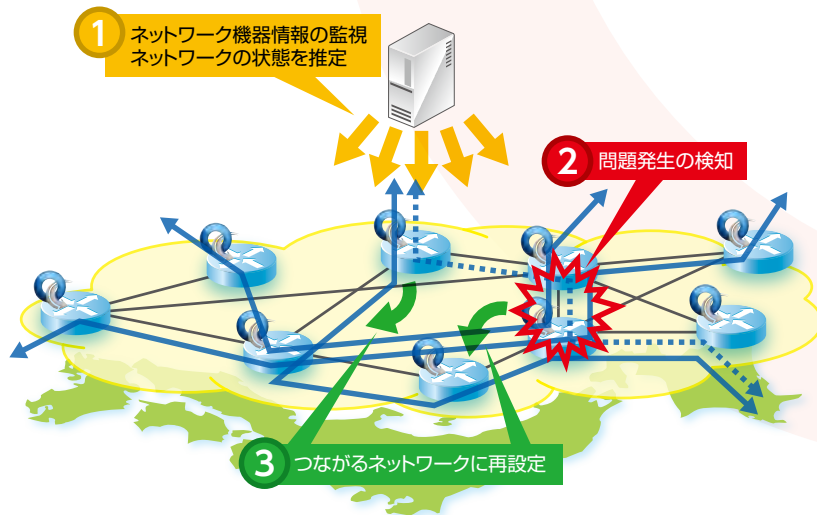 1
ネットワーク機器情報の監視
ネットワークの状態を推定
2
問題発生の検知
3
つながるネットワークに再設定